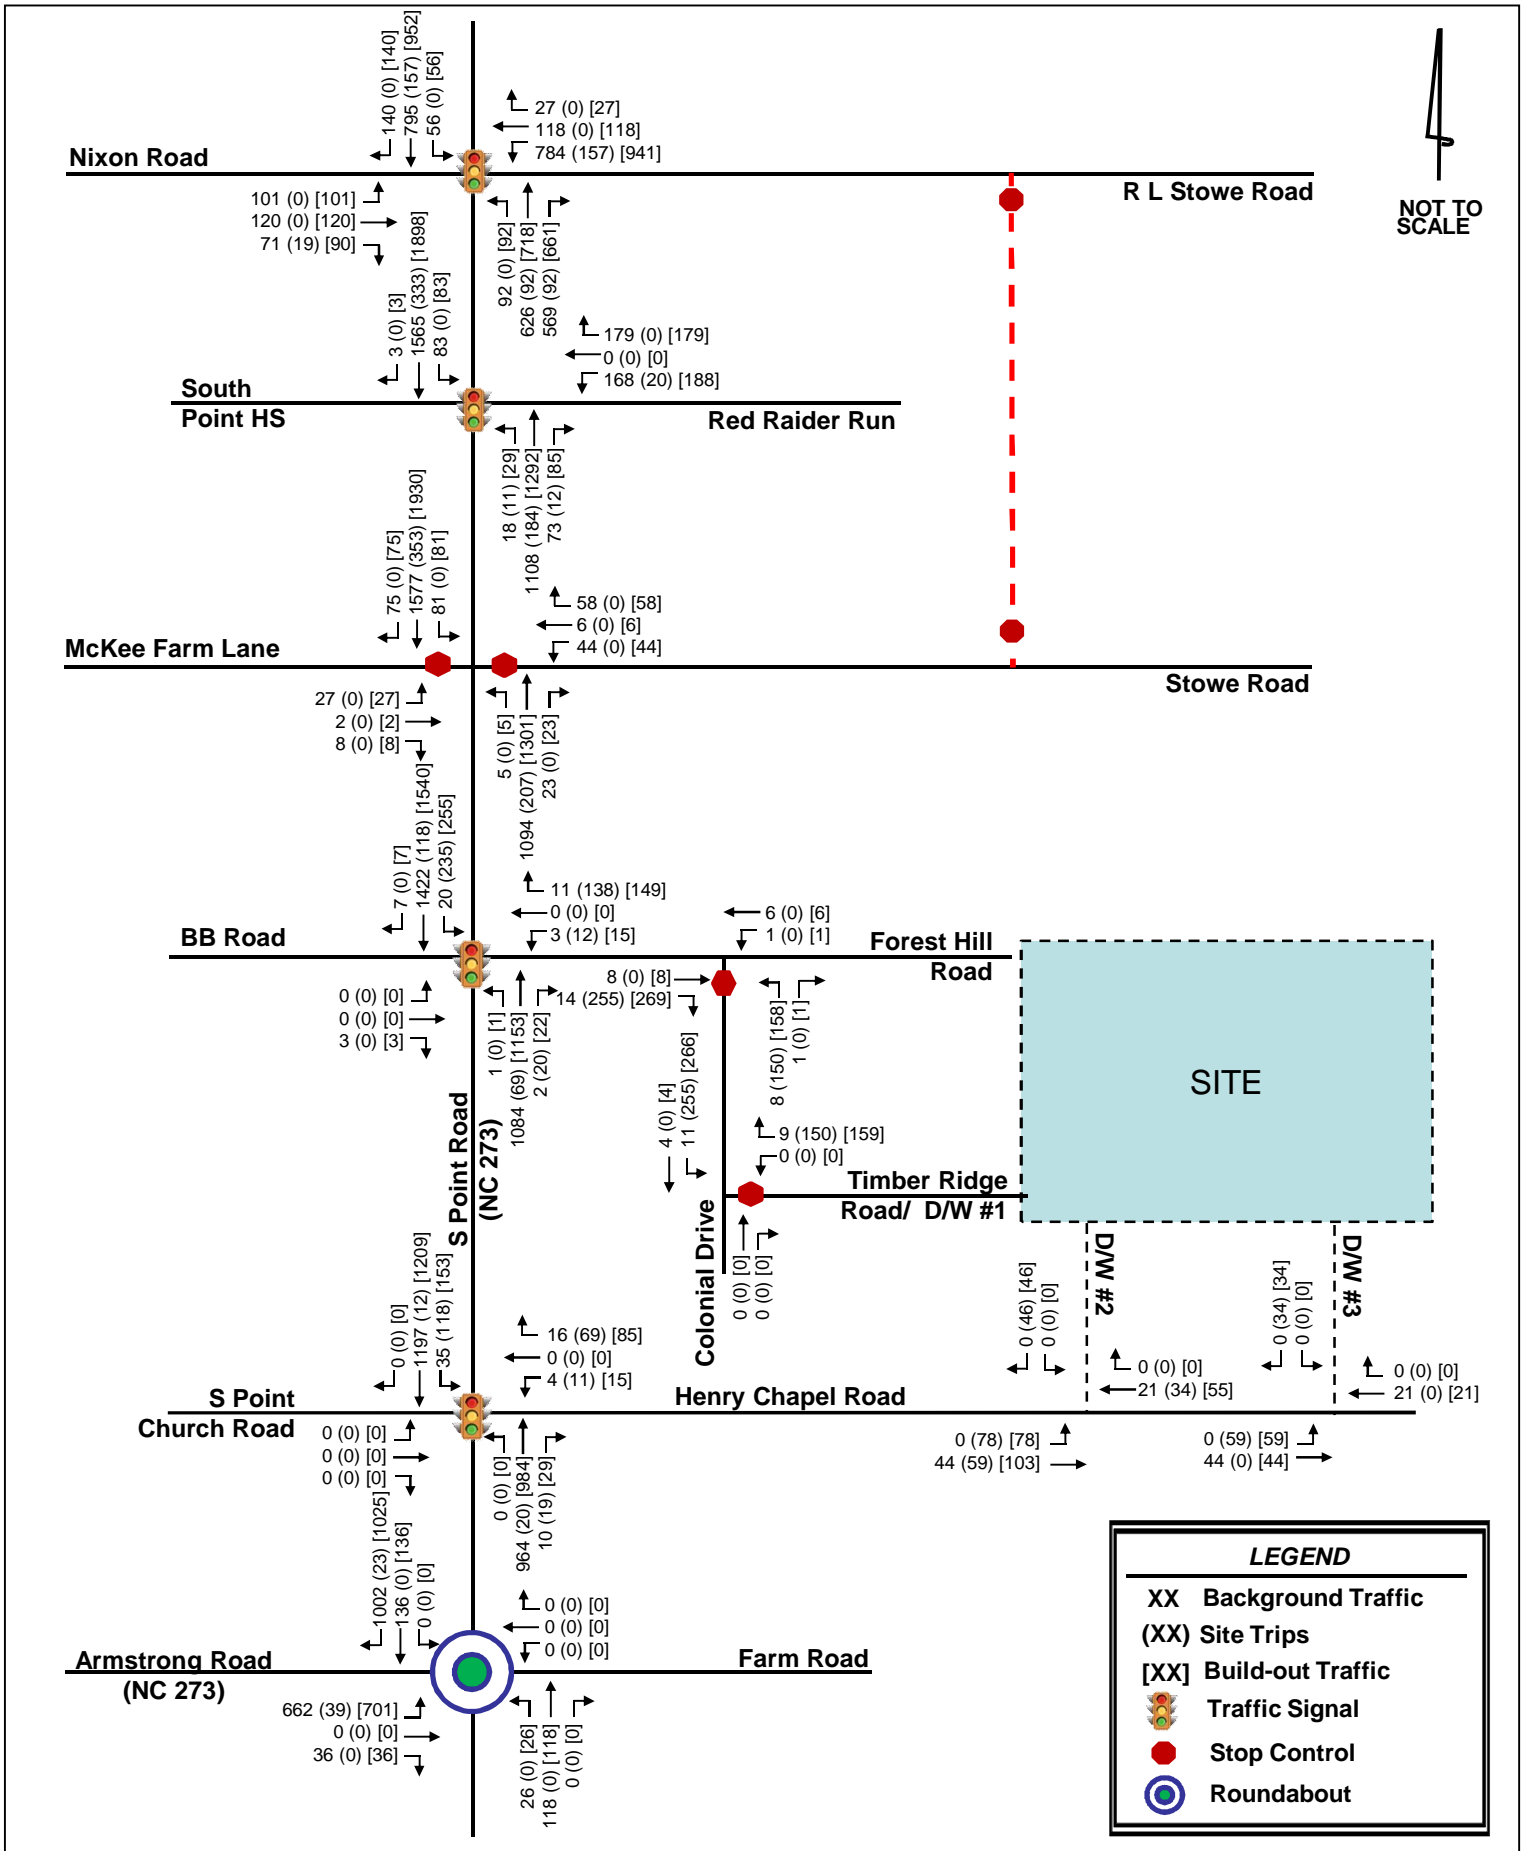 140 (0) [140]
795 (157) [952]
56 (0) [56]
27 (0) [27]
118 (0) [118]
784 (157) [941]
Nixon Road
R L Stowe Road
NOT TO
SCALE
101 (0) [101]
120 (0) [120]
71 (19) [90]
92 (0) [92]
626 (92) [718]
569 (92) [661]
3 (0) [3]
1565 (333) [1898]
83 (0) [83]
179 (0) [179]
0 (0) [0]
168 (20) [188]
South
Point HS
Red Raider Run
18 (11) [29]
1108 (184) [1292]
73 (12) [85]
75 (0) [75]
1577 (353) [1930]
81 (0) [81]
58 (0) [58]
6 (0) [6]
44 (0) [44]
McKee Farm Lane
Stowe Road
27 (0) [27]
2 (0) [2]
8 (0) [8]
5 (0) [5]
1094 (207) [1301]
23 (0) [23]
7 (0) [7]
1422 (118) [1540]
20 (235) [255]
11 (138) [149]
0 (0) [0]
3 (12) [15]
6 (0) [6]
1 (0) [1]
BB Road
Forest Hill
Road
0 (0) [0]
0 (0) [0]
3 (0) [3]
1 (0) [1]
1084 (69) [1153]
2 (20) [22]
8 (0) [8]
14 (255) [269]
8 (150) [158]
1 (0) [1]
4 (0) [4]
11 (255) [266]
SITE
S Point Road
(NC 273)
9 (150) [159]
0 (0) [0]
Timber Ridge
Road/ D/W #1
Colonial Drive
0 (0) [0]
0 (0) [0]
D/W #2
D/W #3
0 (0) [0]
1197 (12) [1209]
35 (118) [153]
16 (69) [85]
0 (0) [0]
4 (11) [15]
0 (46) [46]
0 (0) [0]
0 (0) [0]
21 (34) [55]
0 (34) [34]
0 (0) [0]
0 (0) [0]
21 (0) [21]
S Point
Church Road
Henry Chapel Road
0 (0) [0]
0 (0) [0]
0 (0) [0]
0 (0) [0]
964 (20) [984]
10 (19) [29]
0 (78) [78]
44 (59) [103]
0 (59) [59]
44 (0) [44]
1002 (23) [1025]
136 (0) [136]
0 (0) [0]
0 (0) [0]
0 (0) [0]
0 (0) [0]
Armstrong Road
(NC 273)
Farm Road
662 (39) [701]
0 (0) [0]
36 (0) [36]
26 (0) [26]
118 (0) [118]
0 (0) [0]
LEGEND
XX Background Traffic
(XX) Site Trips
[XX] Build-out Traffic
Traffic Signal
Stop Control
Roundabout